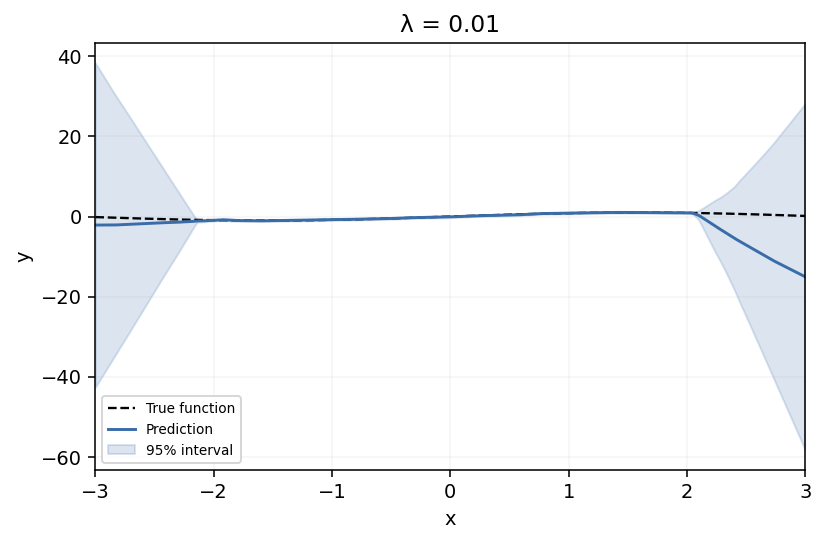 λ = 0.01
40
20
0
−20
−40
−60
y
True function
Prediction
95% interval
−3
−2
−1
0
1
2
3
x